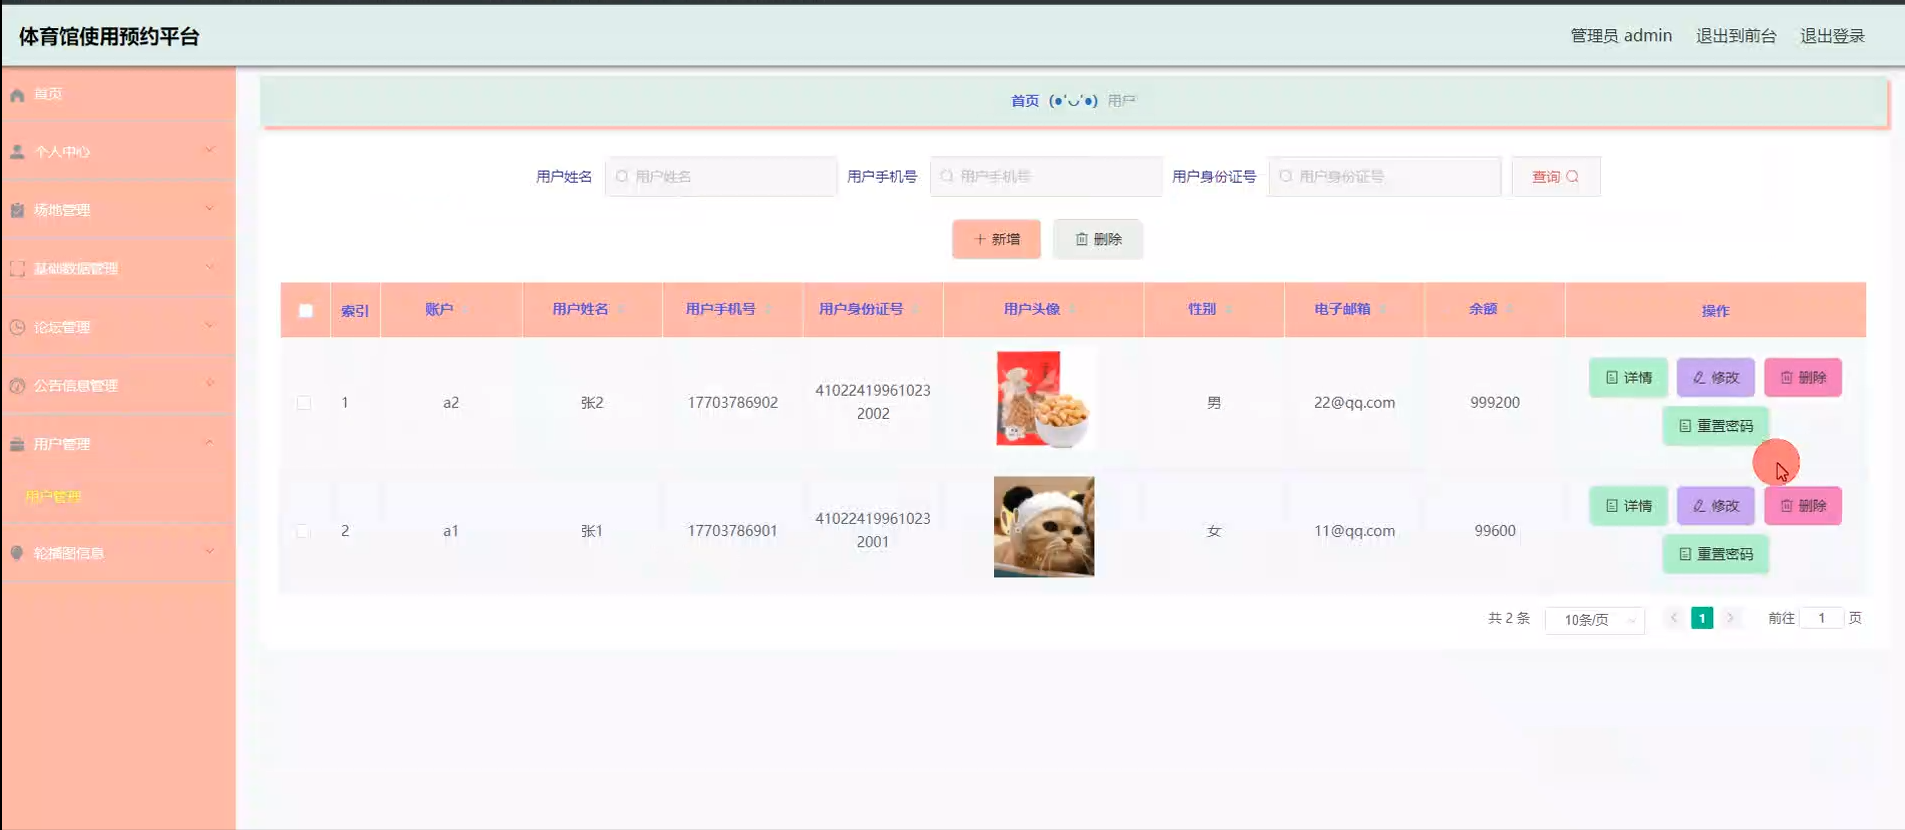 体育馆使用预约平台
管理员 admin 退出到前台 退出登录
首页
个人中心
场地管理
基础数据管理
论坛管理
公告信息管理
用户管理
用户管理
轮播图信息
首页 (●'◡'●) 用户
用户姓名 用户姓名 用户手机号 用户手机号 用户身份证号 用户身份证号 查询
新增 删除
索引 账户 用户姓名 用户手机号 用户身份证号 用户头像 性别 电子邮箱 余额 操作
1 a2 张2 17703786902 41022419961023
2002 男 22@qq.com 999200 详情 修改 删除
重置密码
2 a1 张1 17703786901 41022419961023
2001 女 11@qq.com 99600 详情 修改 删除
重置密码
共 2 条 10条/页 1 前往 1 页